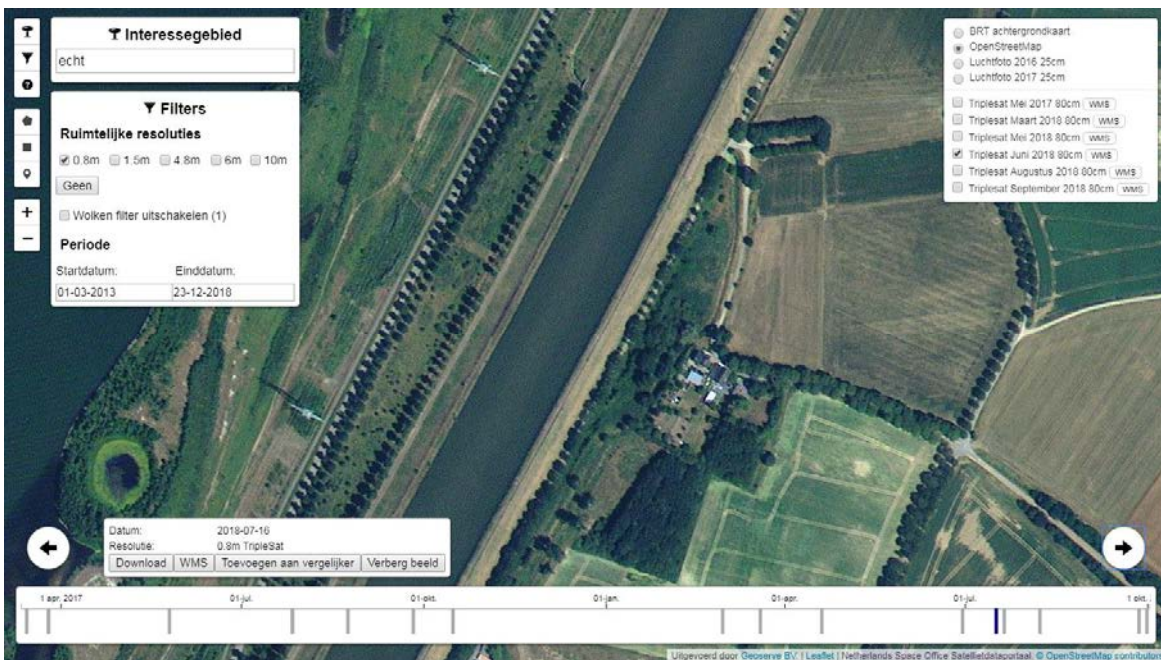 Interessegebied
echt
Filters
Ruimtelijke resoluties
0.8m 1.5m 4.8m 6m 10m
Geen
Wolken filter uitschakelen (1)
Periode
Startdatum: Einddatum:
01-03-2013 23-12-2018
BRT achtergrondkaart
OpenStreetMap
Luchtfoto 2016 25cm
Luchtfoto 2017 25cm
Triplesat Mei 2017 80cm WMS
Triplesat Maart 2018 80cm WMS
Triplesat Mei 2018 80cm WMS
Triplesat Juni 2018 80cm WMS
Triplesat Augustus 2018 80cm WMS
Triplesat September 2018 80cm WMS
Datum: 2018-07-16
Resolutie: 0.8m TripleSat
Download WMS Toevoegen aan vergelijker Verberg beeld
1 apr. 2017 01-jul. 01-okt. 01-jan. 01-apr. 01-jul. 1 okt.
Uitgevoerd door Geoserve BV. | Leaflet | Netherlands Space Office Satellietdataportaal, © OpenStreetMap contributors